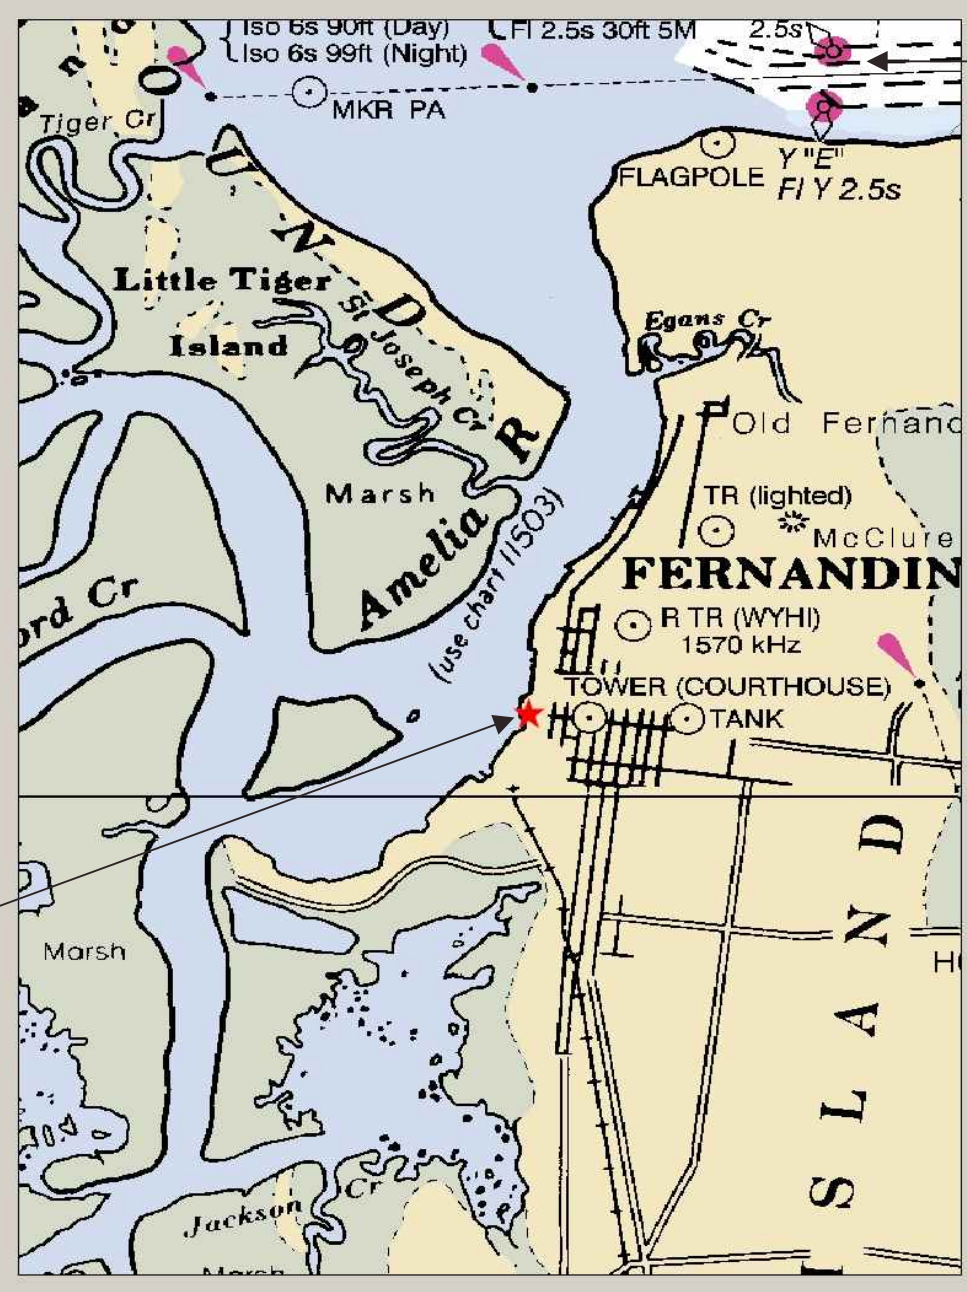 Iso 6s 90ft (Day)
Iso 6s 99ft (Night)
Fl 2.5s 30ft 5M
2.5s
MKR PA
Tiger Cr
FLAGPOLE
Y "E"
Fl Y 2.5s
O
U
N
D
R
Little Tiger
Island
St Joseph Cr
Egans Cr
Old Fernand
Marsh
TR (lighted)
McClure
Amelia
(use chart 11503)
FERNANDIN
ord Cr
R TR (WYHI)
1570 kHz
TOWER (COURTHOUSE)
TANK
Marsh
H
I S L A N D
Jackson Cr
Marsh